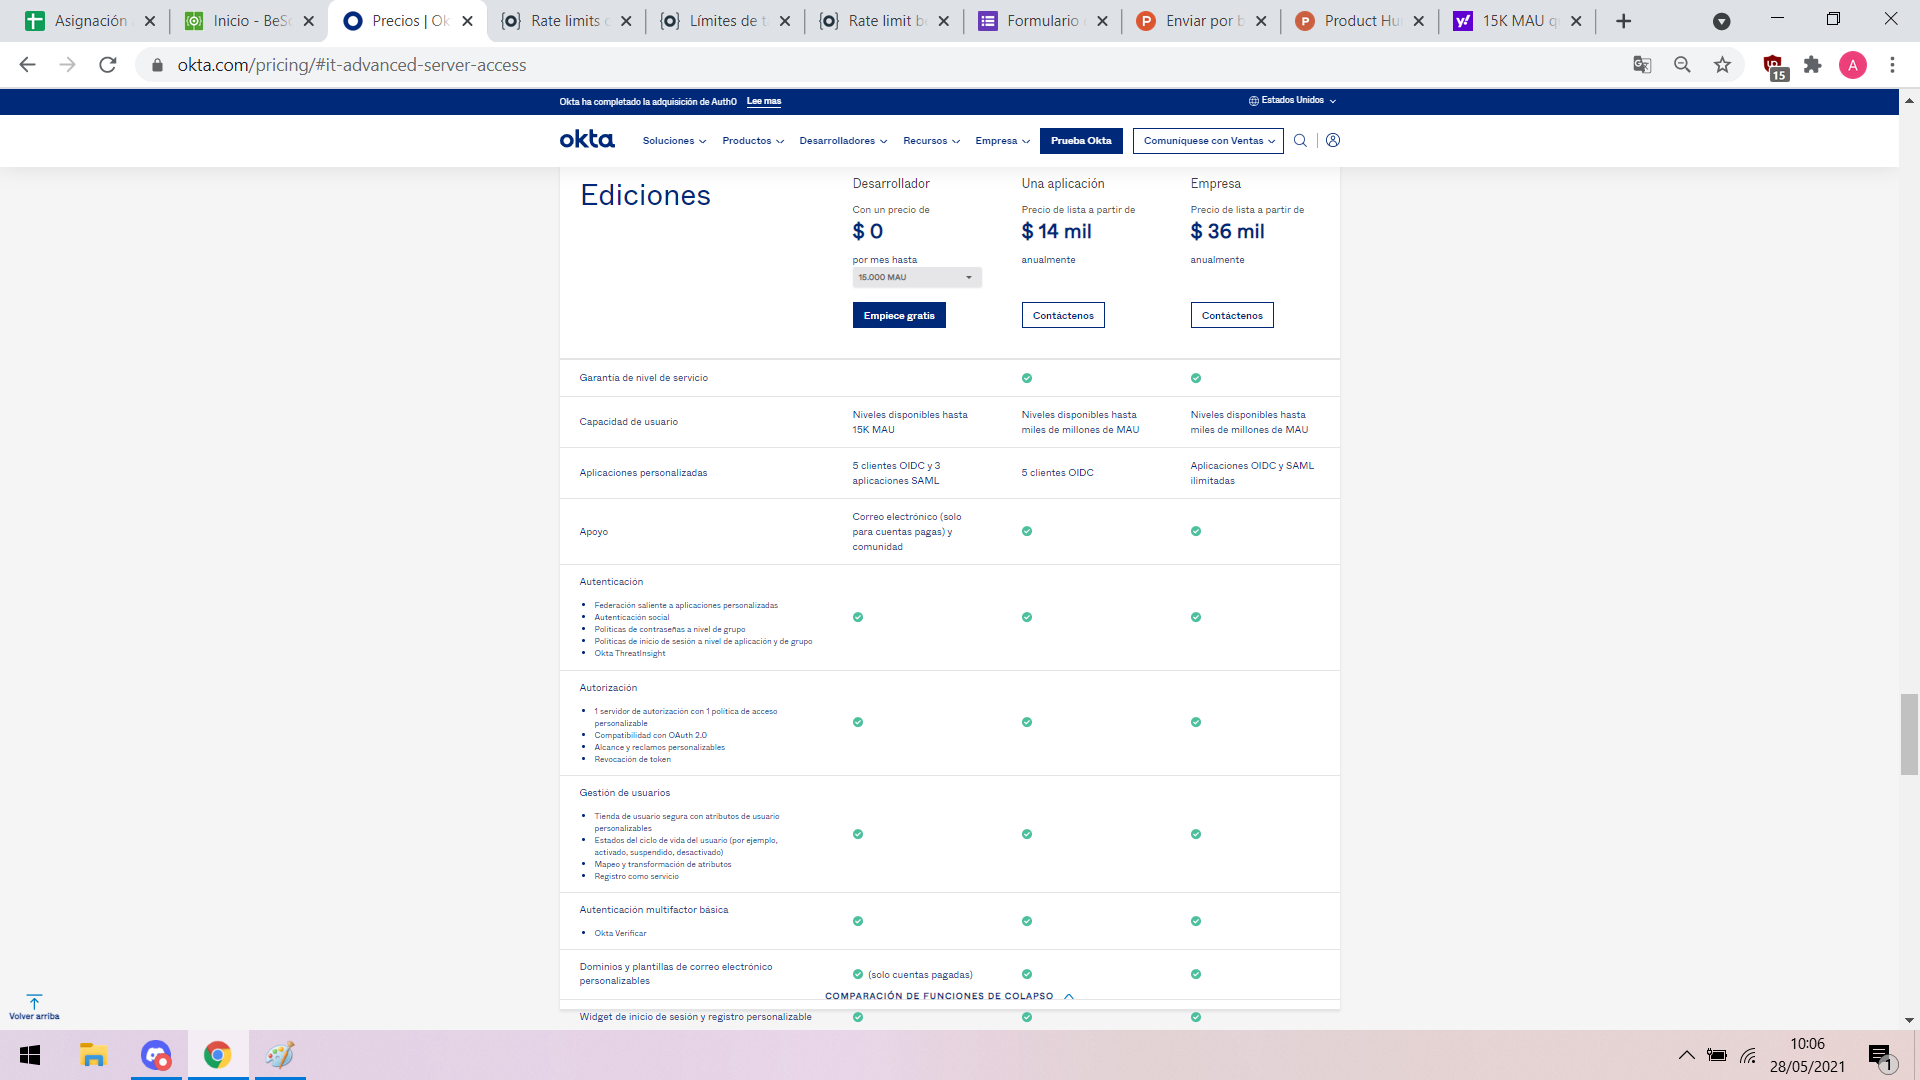 Asignación
Inicio - BeSo
Precios | Ok
Rate limits o
Límites de t
Rate limit be
Formulario
Enviar por b
Product Hu
15K MAU q
okta.com/pricing/#it-advanced-server-access
15
A
Okta ha completado la adquisición de Auth0 Lee mas
Estados Unidos
okta
Soluciones
Productos
Desarrolladores
Recursos
Empresa
Prueba Okta
Comuníquese con Ventas
Ediciones
Desarrollador
Con un precio de
$ 0
por mes hasta
15.000 MAU
Empiece gratis
Una aplicación
Precio de lista a partir de
$ 14 mil
anualmente
Contáctenos
Empresa
Precio de lista a partir de
$ 36 mil
anualmente
Contáctenos
Garantía de nivel de servicio
Capacidad de usuario
Niveles disponibles hasta
15K MAU
Niveles disponibles hasta
miles de millones de MAU
Niveles disponibles hasta
miles de millones de MAU
Aplicaciones personalizadas
5 clientes OIDC y 3
aplicaciones SAML
5 clientes OIDC
Aplicaciones OIDC y SAML
ilimitadas
Apoyo
Correo electrónico (solo
para cuentas pagas) y
comunidad
Autenticación
Federación saliente a aplicaciones personalizadas
Autenticación social
Políticas de contraseñas a nivel de grupo
Políticas de inicio de sesión a nivel de aplicación y de grupo
Okta ThreatInsight
Autorización
1 servidor de autorización con 1 política de acceso
personalizable
Compatibilidad con OAuth 2.0
Alcance y reclamos personalizables
Revocación de token
Gestión de usuarios
Tienda de usuario segura con atributos de usuario
personalizables
Estados del ciclo de vida del usuario (por ejemplo,
activado, suspendido, desactivado)
Mapeo y transformación de atributos
Registro como servicio
Autenticación multifactor básica
Okta Verificar
Dominios y plantillas de correo electrónico
personalizables
(solo cuentas pagadas)
COMPARACIÓN DE FUNCIONES DE COLAPSO
Widget de inicio de sesión y registro personalizable
Volver arriba
10:06
28/05/2021
1